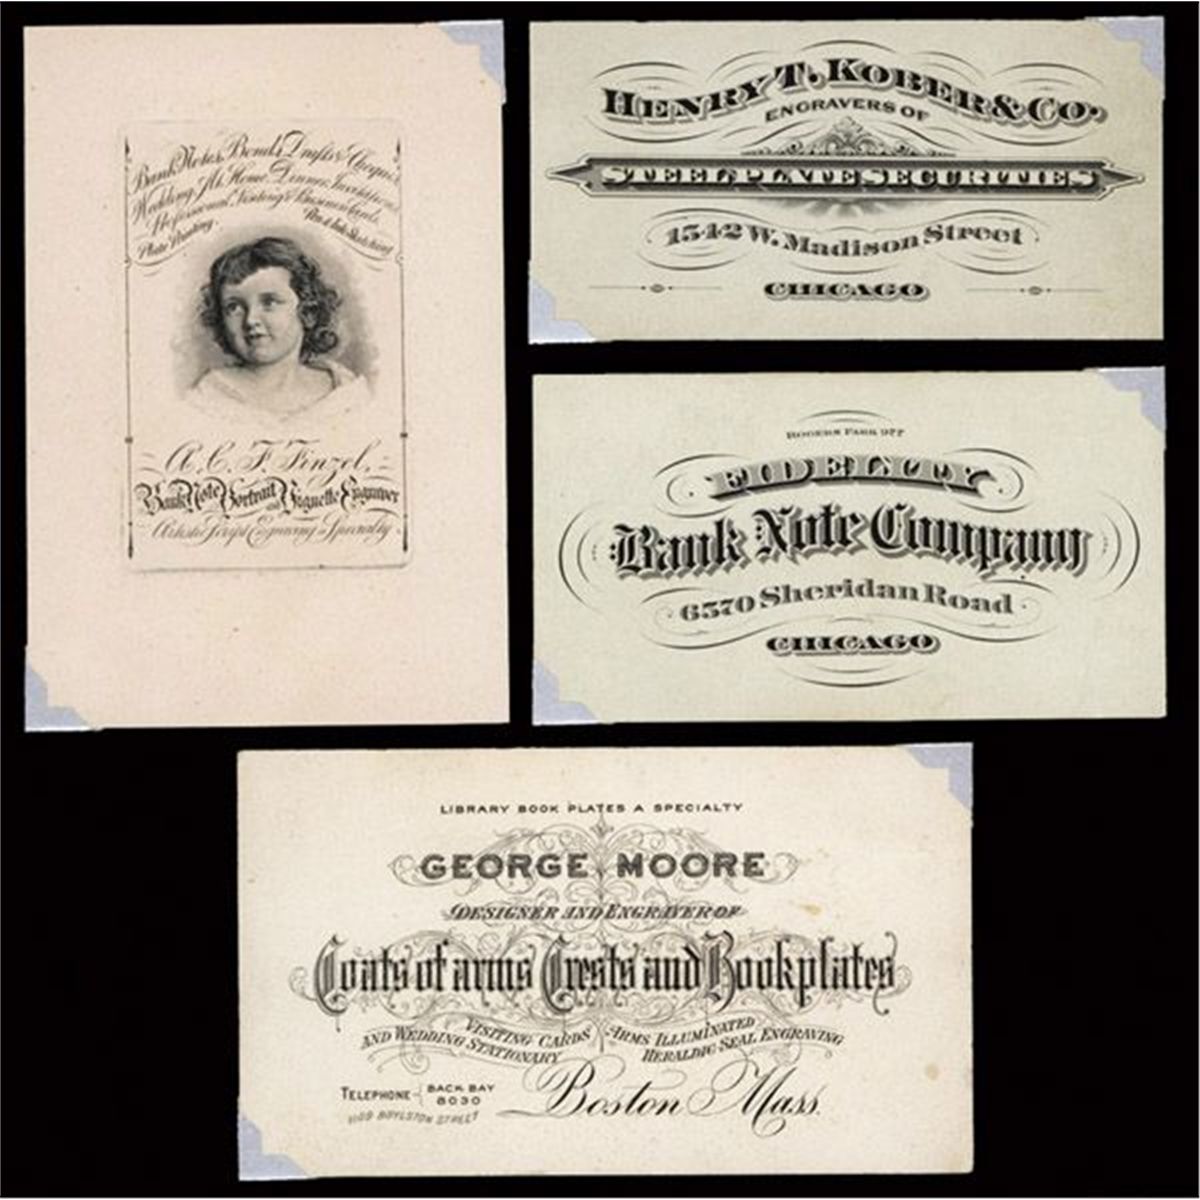 Bank Notes, Bonds, Drafts & Cheques
Wedding, At Home, Dinner, Invitations
Professional, Visiting & Business Cards,
Plate Printing. Pen & Ink Sketching
A. C. F. Finzel,
Bank Note Portrait and Vignette Engraver
Artistic Script Engraving a Specialty.
HENRY T. KOBER & CO.
ENGRAVERS OF
STEEL PLATE SECURITIES
1542 W. Madison Street
CHICAGO
ROGERS PARK 977
FIDELITY
Bank Note Company
6570 Sheridan Road
CHICAGO
LIBRARY BOOK PLATES A SPECIALTY
GEORGE MOORE
DESIGNER AND ENGRAVER OF
Coats of arms Crests and Bookplates
VISITING CARDS
AND WEDDING STATIONARY
ARMS ILLUMINATED
HERALDIC SEAL ENGRAVING
TELEPHONE BACK BAY
8030
1109 BOYLSTON STREET
Boston Mass.